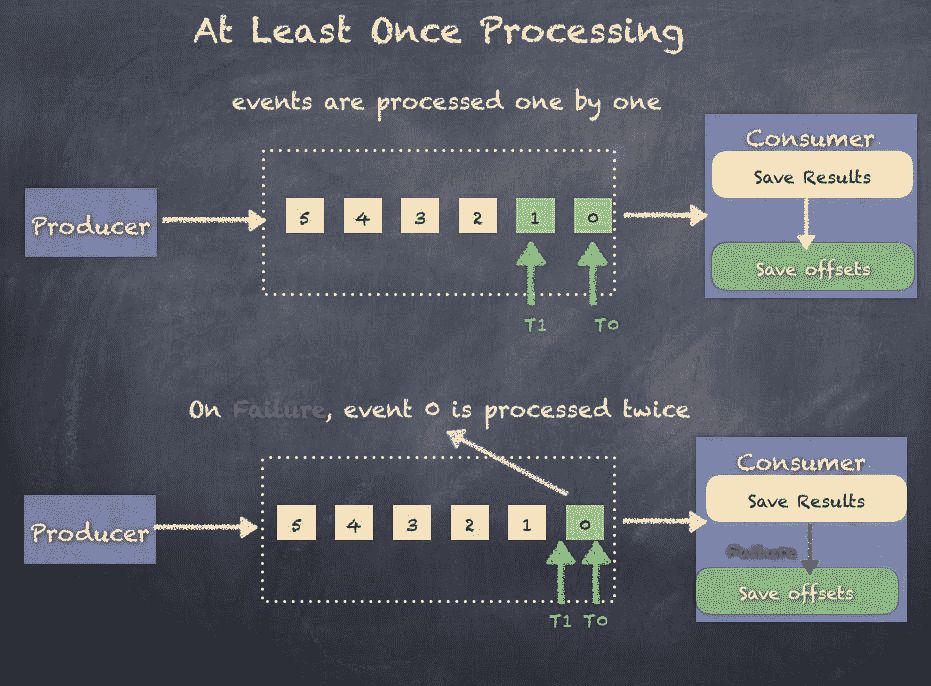 At Least Once Processing
events are processed one by one
Producer
5 4 3 2 1 0
T1 T0
Consumer
Save Results
Save offsets
On Failure, event 0 is processed twice
Producer
5 4 3 2 1 0
T1 T0
Consumer
Save Results
Failure
Save offsets